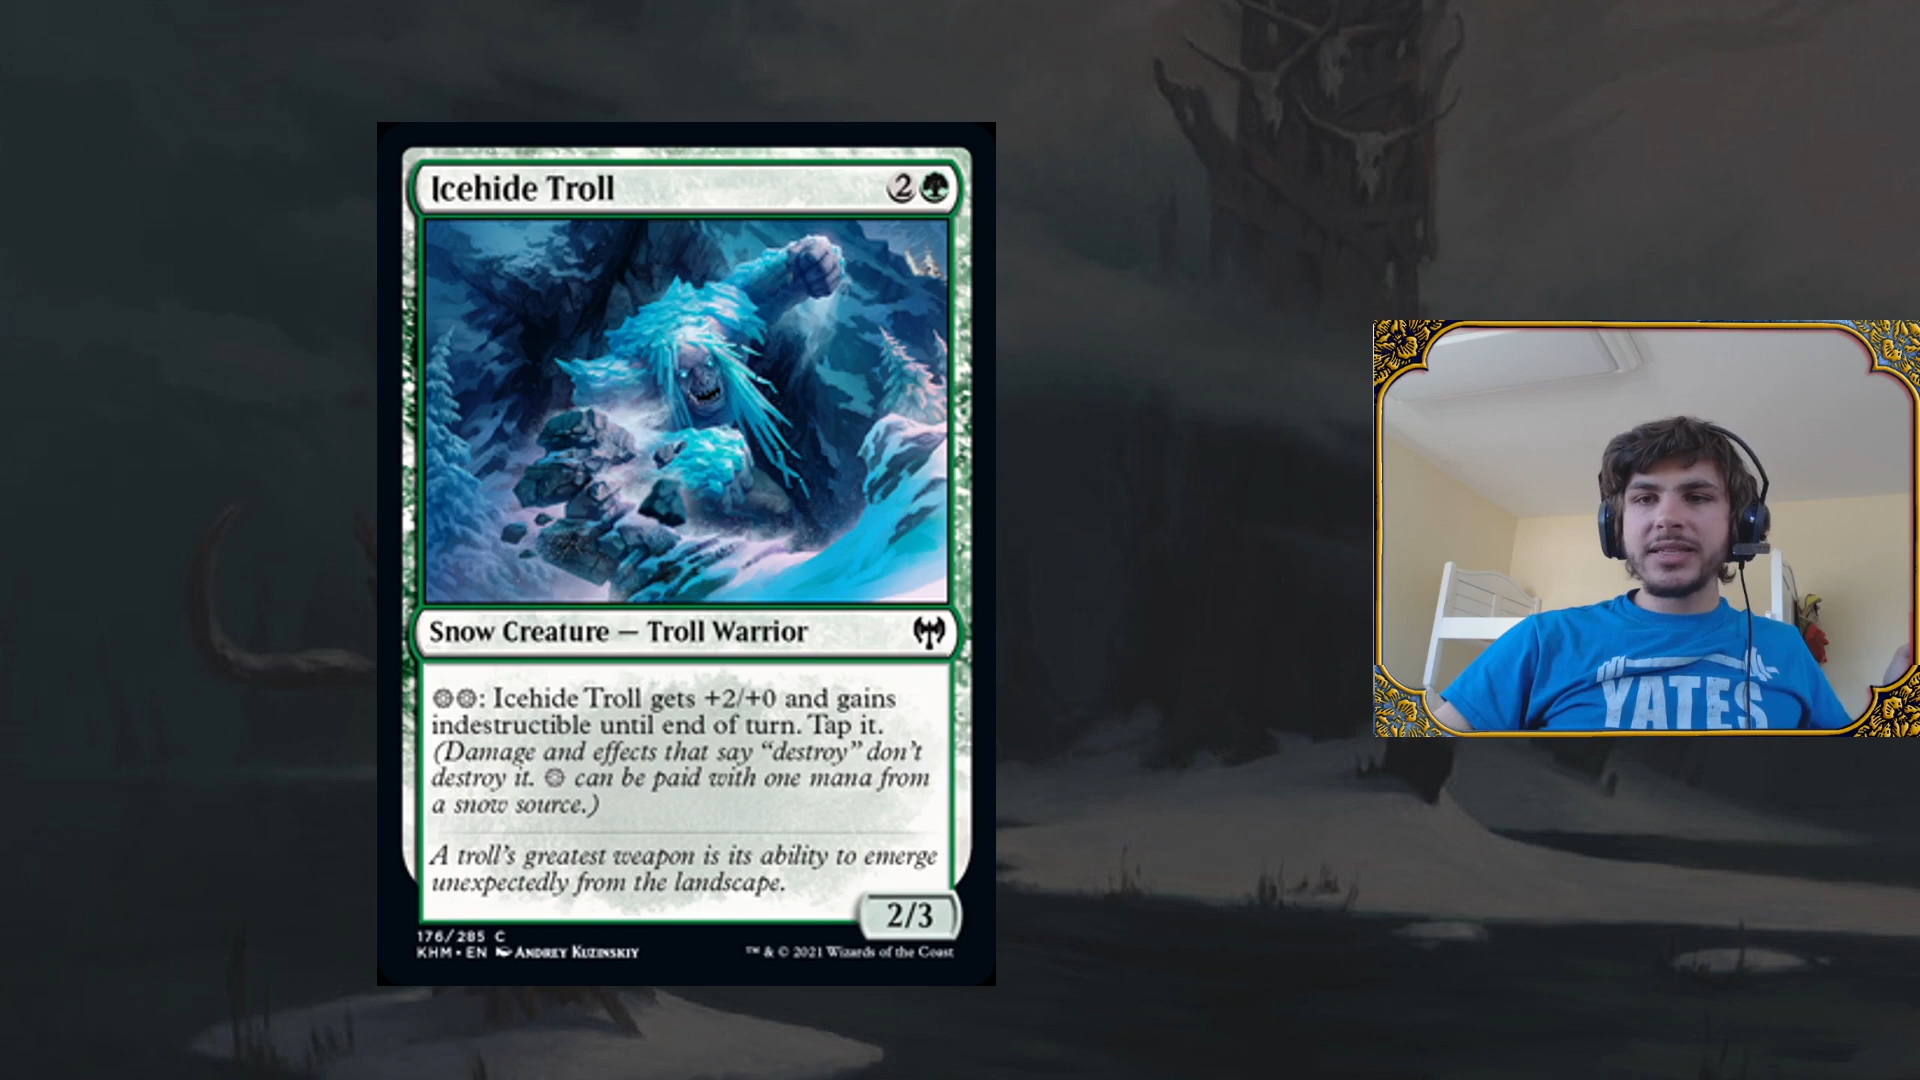 Icehide Troll 2
Snow Creature — Troll Warrior
: Icehide Troll gets +2/+0 and gains
indestructible until end of turn. Tap it.
(Damage and effects that say “destroy” don’t
destroy it. can be paid with one mana from
a snow source.)
A troll’s greatest weapon is its ability to emerge
unexpectedly from the landscape.
2/3
176/285 C
KHM • EN ANDREY KUZINSKIY ™ & © 2021 Wizards of the Coast
YATES